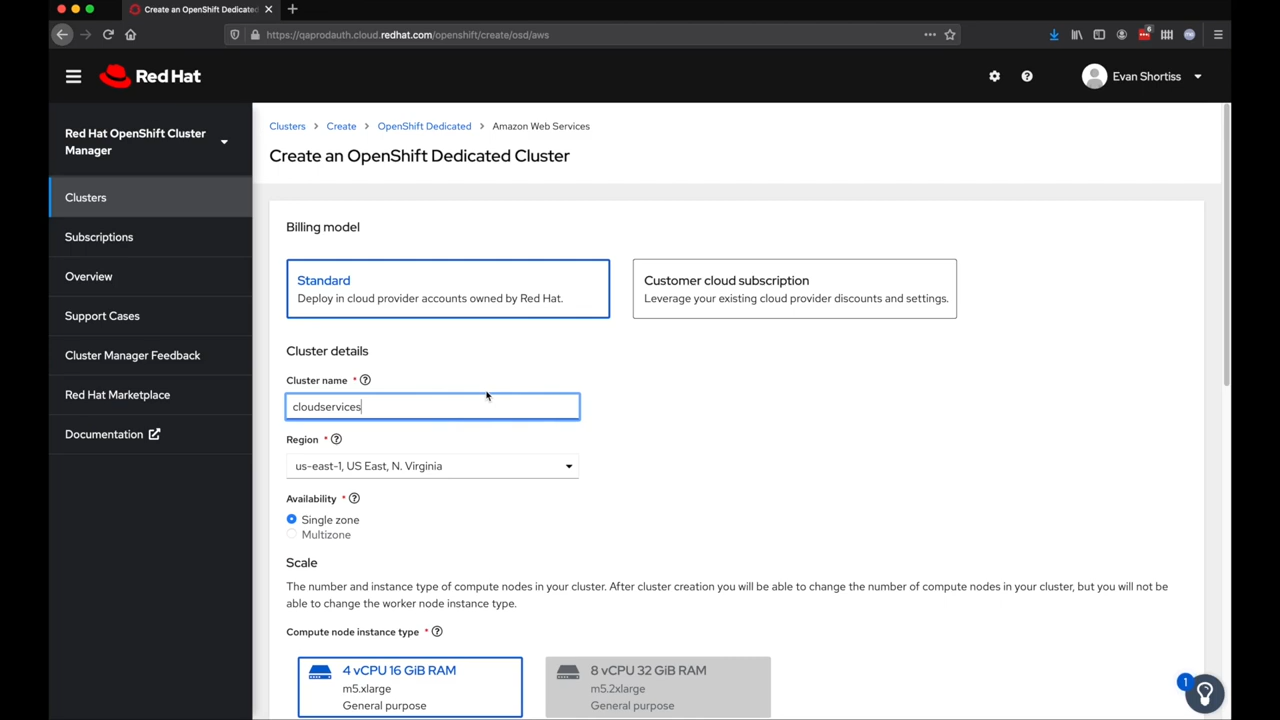 Create an OpenShift Dedicated
https://qaprodauth.cloud.redhat.com/openshift/create/osd/aws
6
Red Hat
Evan Shortiss
Red Hat OpenShift Cluster
Manager
Clusters
Subscriptions
Overview
Support Cases
Cluster Manager Feedback
Red Hat Marketplace
Documentation
Clusters > Create > OpenShift Dedicated > Amazon Web Services
Create an OpenShift Dedicated Cluster
Billing model
Standard
Deploy in cloud provider accounts owned by Red Hat.
Customer cloud subscription
Leverage your existing cloud provider discounts and settings.
Cluster details
Cluster name *
cloudservices
Region *
us-east-1, US East, N. Virginia
Availability *
Single zone
Multizone
Scale
The number and instance type of compute nodes in your cluster. After cluster creation you will be able to change the number of compute nodes in your cluster, but you will not be
able to change the worker node instance type.
Compute node instance type *
4 vCPU 16 GiB RAM
m5.xlarge
General purpose
8 vCPU 32 GiB RAM
m5.2xlarge
General purpose
1